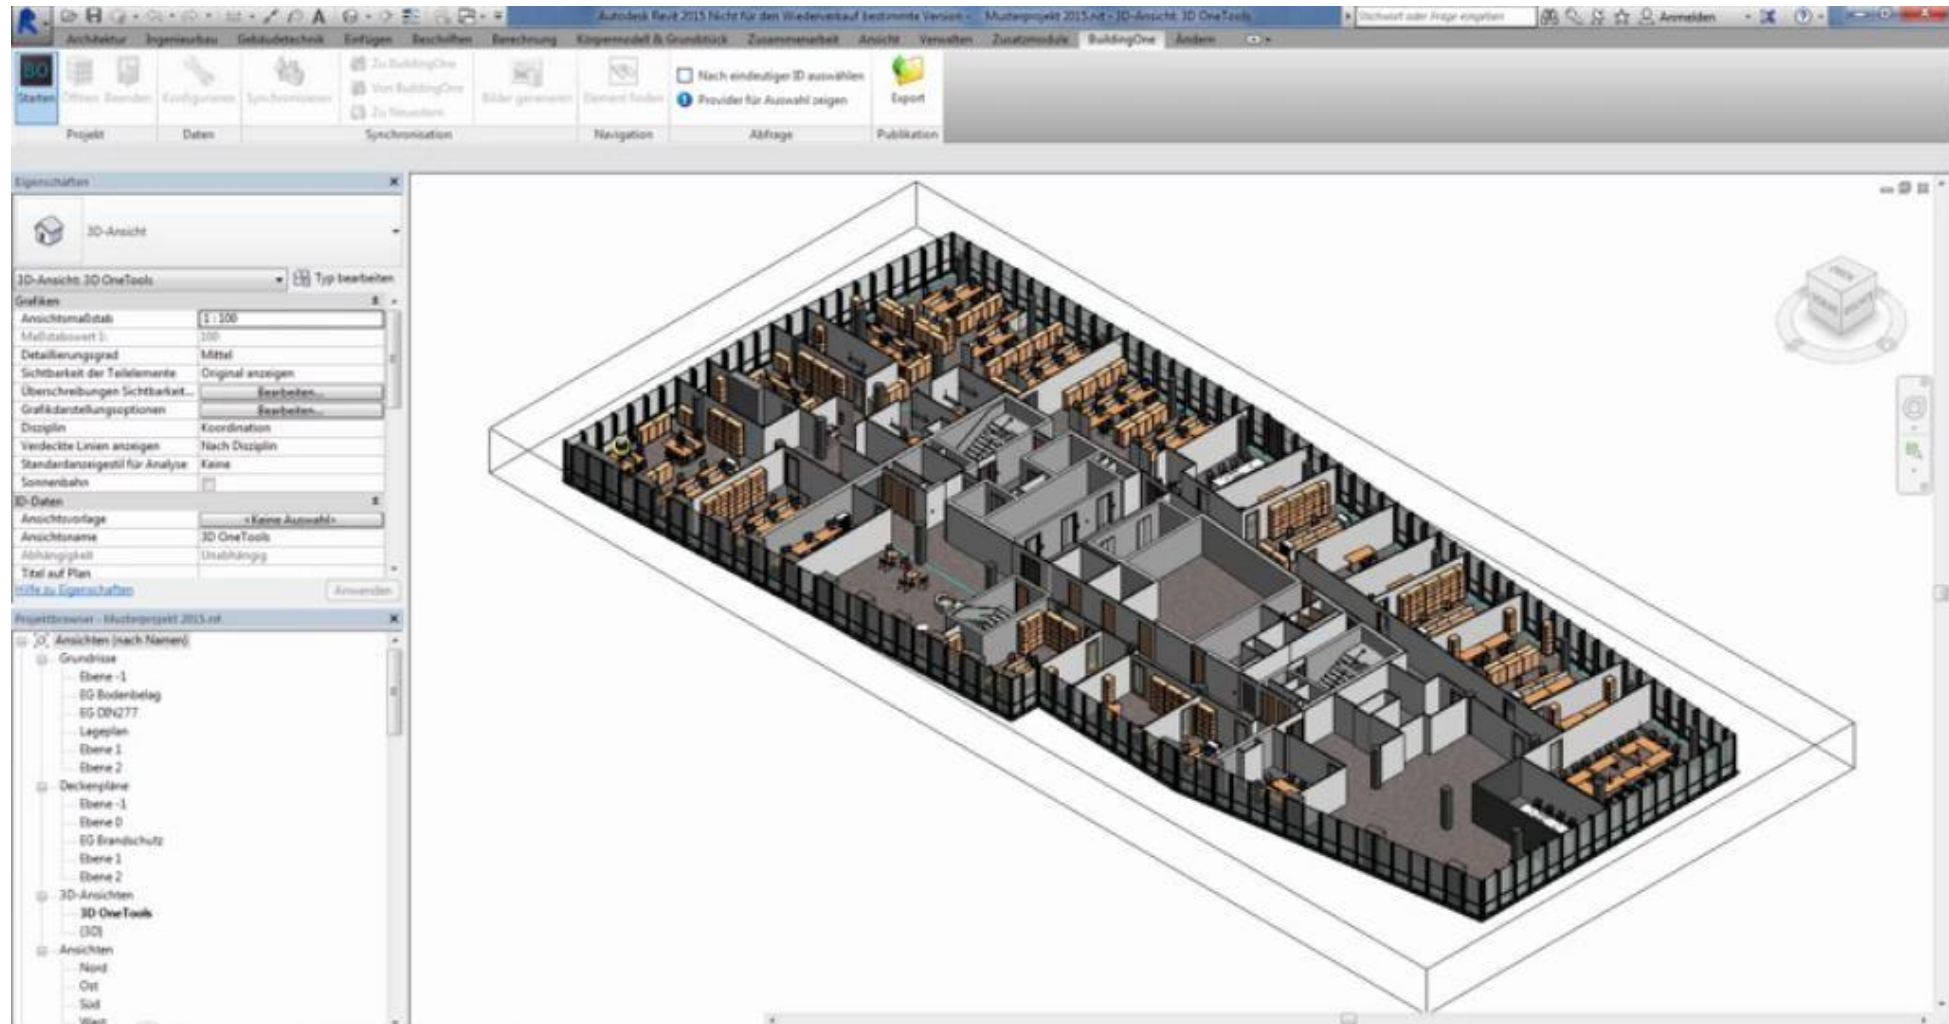 Autodesk Revit 2015 Nicht für den Wiederverkauf bestimmte Version - Musterprojekt 2015.rvt - 3D-Ansicht: 3D OneTools
Stichwort oder Frage eingeben
Anmelden
Architektur Ingenieurbau Gebäudetechnik Einfügen Beschriften Berechnung Körpermodell & Grundstück Zusammenarbeit Ansicht Verwalten Zusatzmodule BuildingOne Ändern
BO
Starten Öffnen Beenden Konfigurieren Synchronisieren
Zu BuildingOne
Von BuildingOne
Zu Neuestem
Bilder generieren Element finden
Nach eindeutiger ID auswählen
Provider für Auswahl zeigen
Export
Projekt Daten Synchronisation Navigation Abfrage Publikation
Eigenschaften
3D-Ansicht
3D-Ansicht: 3D OneTools Typ bearbeiten
Grafiken
Ansichtsmaßstab 1 : 100
Maßstabswert 1: 100
Detaillierungsgrad Mittel
Sichtbarkeit der Teilelemente Original anzeigen
Überschreibungen Sichtbarkeit... Bearbeiten...
Grafikdarstellungsoptionen Bearbeiten...
Disziplin Koordination
Verdeckte Linien anzeigen Nach Disziplin
Standardanzeigestil für Analyse Keine
Sonnenbahn
ID-Daten
Ansichtsvorlage <Keine Auswahl>
Ansichtsname 3D OneTools
Abhängigkeit Unabhängig
Titel auf Plan
Hilfe zu Eigenschaften Anwenden
Projektbrowser - Musterprojekt 2015.rvt
Ansichten (nach Namen)
Grundrisse
Ebene -1
EG Bodenbelag
EG DIN277
Lageplan
Ebene 1
Ebene 2
Deckenpläne
Ebene -1
Ebene 0
EG Brandschutz
Ebene 1
Ebene 2
3D-Ansichten
3D OneTools
{3D}
Ansichten
Nord
Ost
Süd
West